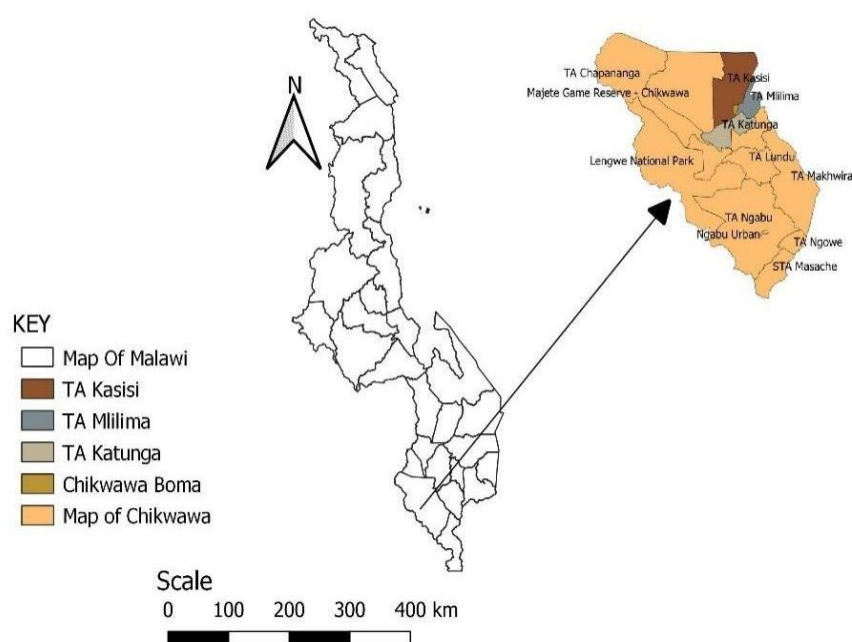 N
TA Chapananga
TA Kasisi
Majete Game Reserve - Chikwawa
TA Mlilima
TA Katunga
Lengwe National Park
TA Lundu
TA Makhwira
TA Ngabu
Ngabu Urban
TA Ngowe
STA Masache
KEY
Map Of Malawi
TA Kasisi
TA Mlilima
TA Katunga
Chikwawa Boma
Map of Chikwawa
Scale
0 100 200 300 400 km